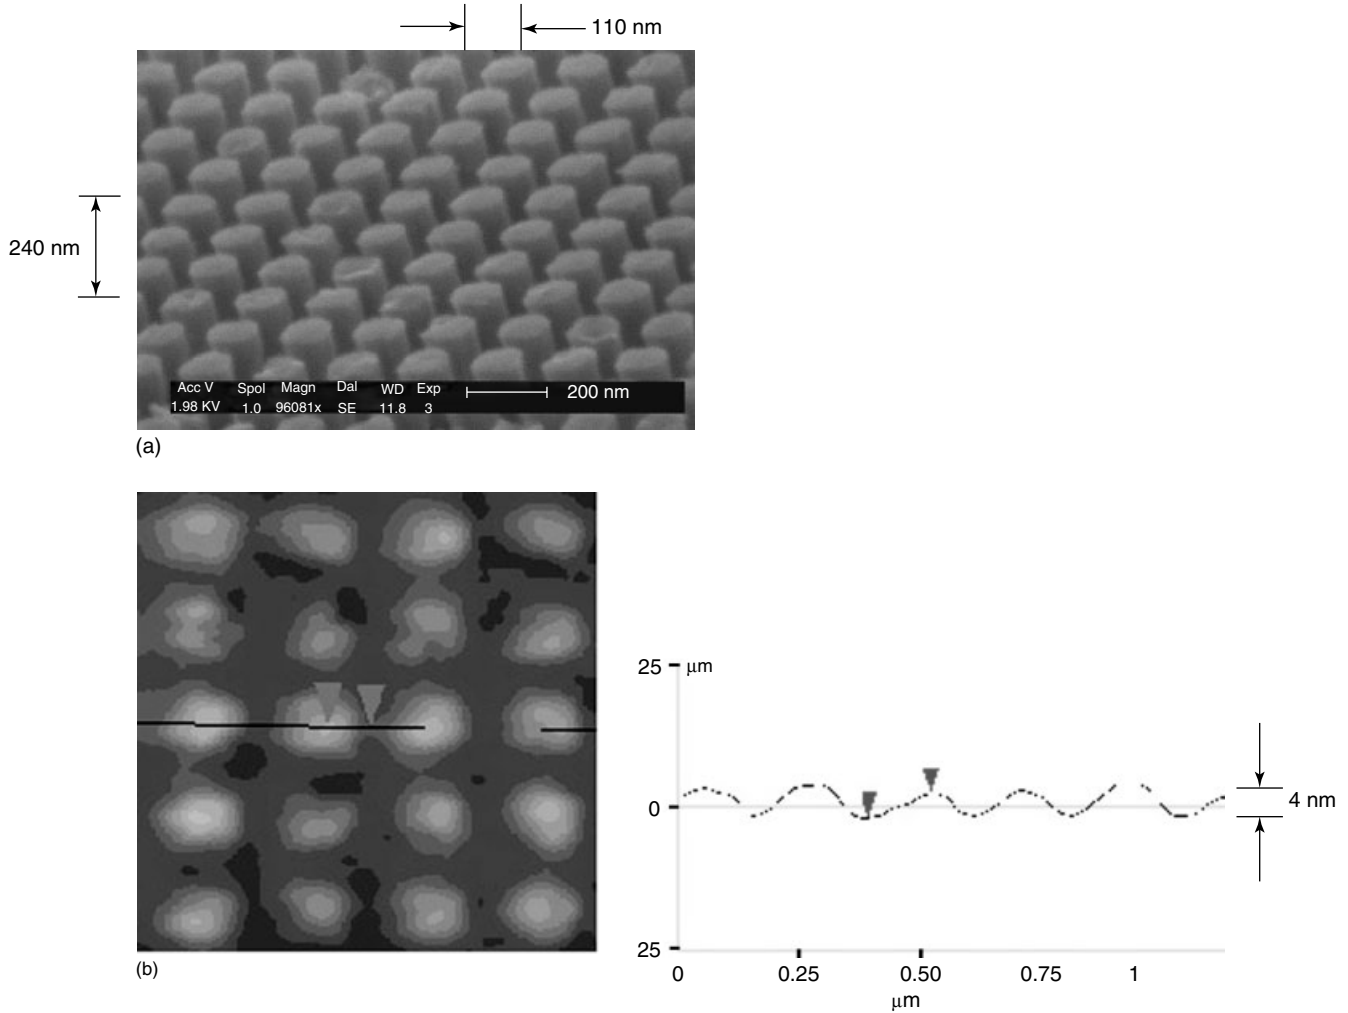 110 nm
240 nm
Acc V Spol Magn Dal WD Exp
1.98 KV 1.0 96081x SE 11.8 3
200 nm
(a)
25 μm
0
4 nm
25
0 0.25 0.50 0.75 1
μm
(b)